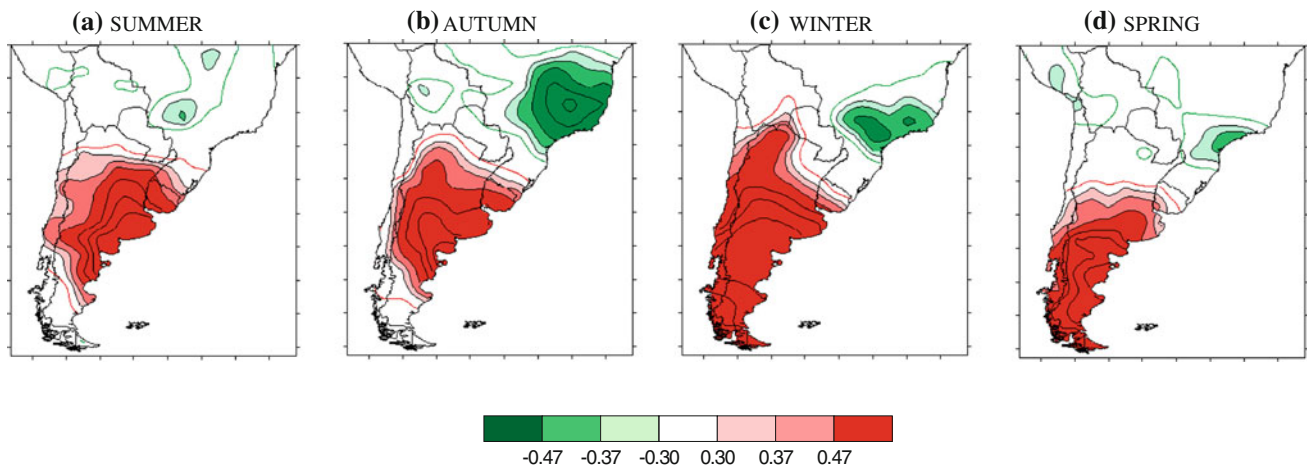 (a) SUMMER
(b) AUTUMN
(c) WINTER
(d) SPRING
-0.47 -0.37 -0.30 0.30 0.37 0.47